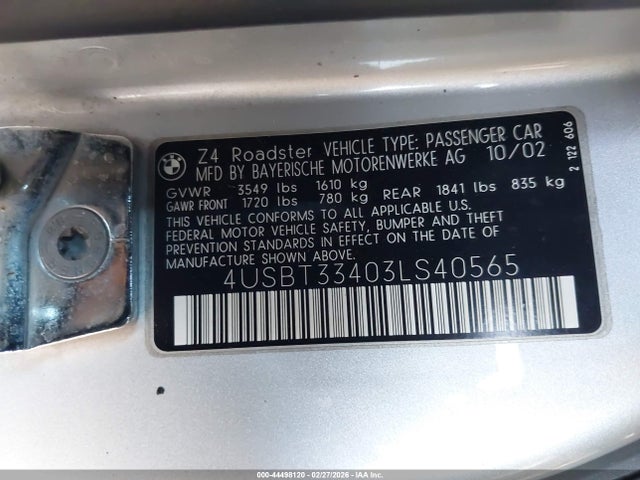 BMW
Z4 Roadster VEHICLE TYPE: PASSENGER CAR
MFD BY BAYERISCHE MOTORENWERKE AG 10/02
GVWR 3549 lbs 1610 kg
GAWR FRONT 1720 lbs 780 kg REAR 1841 lbs 835 kg
THIS VEHICLE CONFORMS TO ALL APPLICABLE U.S.
FEDERAL MOTOR VEHICLE SAFETY, BUMPER AND THEFT
PREVENTION STANDARDS IN EFFECT ON THE DATE OF
MANUFACTURE SHOWN ABOVE.
4USBT33403LS40565
2 122 606
000-44498120 - 02/27/2026 - IAA Inc.